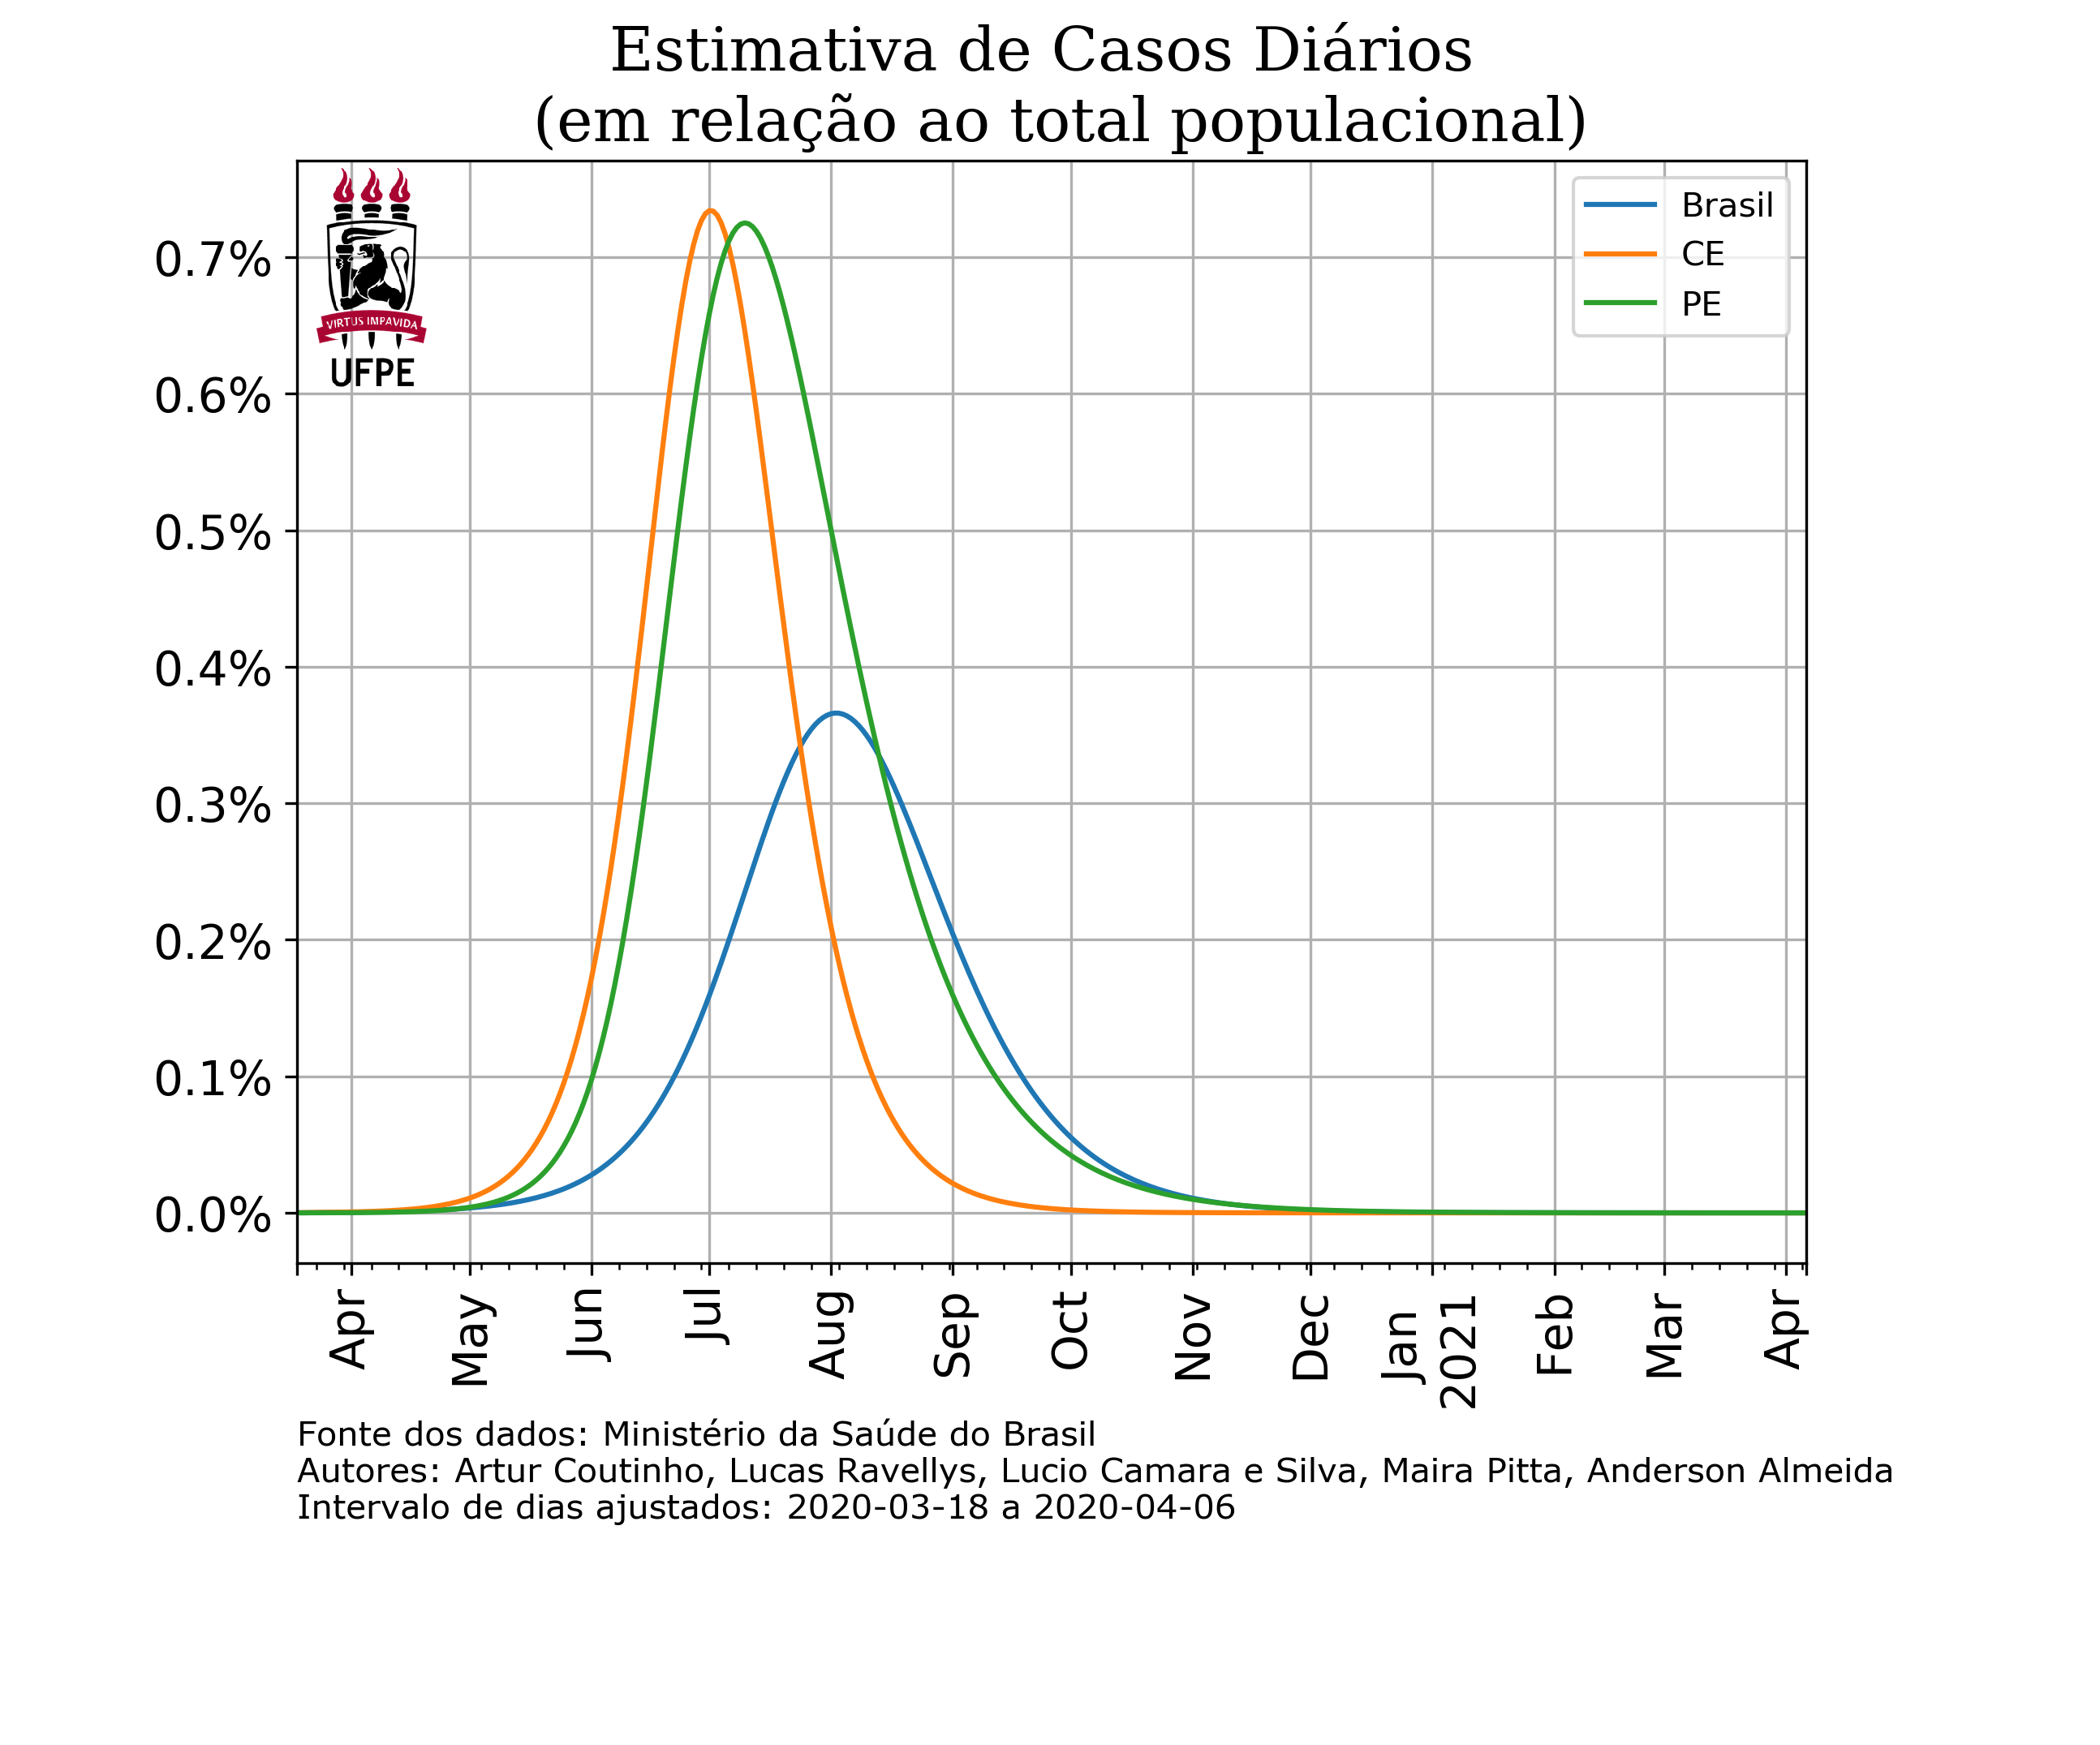 Estimativa de Casos Diários
(em relação ao total populacional)
VIRTUS IMPAVIDA
UFPE
Brasil
CE
PE
0.7%
0.6%
0.5%
0.4%
0.3%
0.2%
0.1%
0.0%
Apr
May
Jun
Jul
Aug
Sep
Oct
Nov
Dec
Jan
2021
Feb
Mar
Apr
Fonte dos dados: Ministério da Saúde do Brasil
Autores: Artur Coutinho, Lucas Ravellys, Lucio Camara e Silva, Maira Pitta, Anderson Almeida
Intervalo de dias ajustados: 2020-03-18 a 2020-04-06